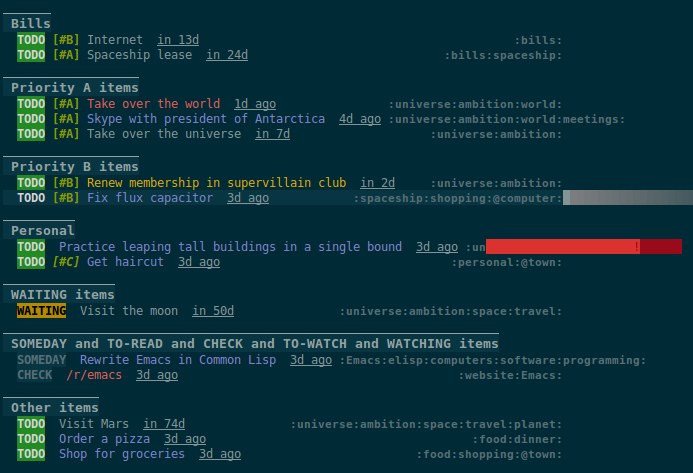 Bills
TODO [#B] Internet in 13d :bills:
TODO [#A] Spaceship lease in 24d :bills:spaceship:
Priority A items
TODO [#A] Take over the world 1d ago :universe:ambition:world:
TODO [#A] Skype with president of Antarctica 4d ago :universe:ambition:world:meetings:
TODO [#A] Take over the universe in 7d :universe:ambition:
Priority B items
TODO [#B] Renew membership in supervillain club in 2d :universe:ambition:
TODO [#B] Fix flux capacitor 3d ago :spaceship:shopping:@computer:
Personal
TODO Practice leaping tall buildings in a single bound 3d ago :un !
TODO [#C] Get haircut 3d ago :personal:@town:
WAITING items
WAITING Visit the moon in 50d :universe:ambition:space:travel:
SOMEDAY and TO-READ and CHECK and TO-WATCH and WATCHING items
SOMEDAY Rewrite Emacs in Common Lisp 3d ago :Emacs:elisp:computers:software:programming:
CHECK /r/emacs 3d ago :website:Emacs:
Other items
TODO Visit Mars in 74d :universe:ambition:space:travel:planet:
TODO Order a pizza 3d ago :food:dinner:
TODO Shop for groceries 3d ago :food:shopping:@town: